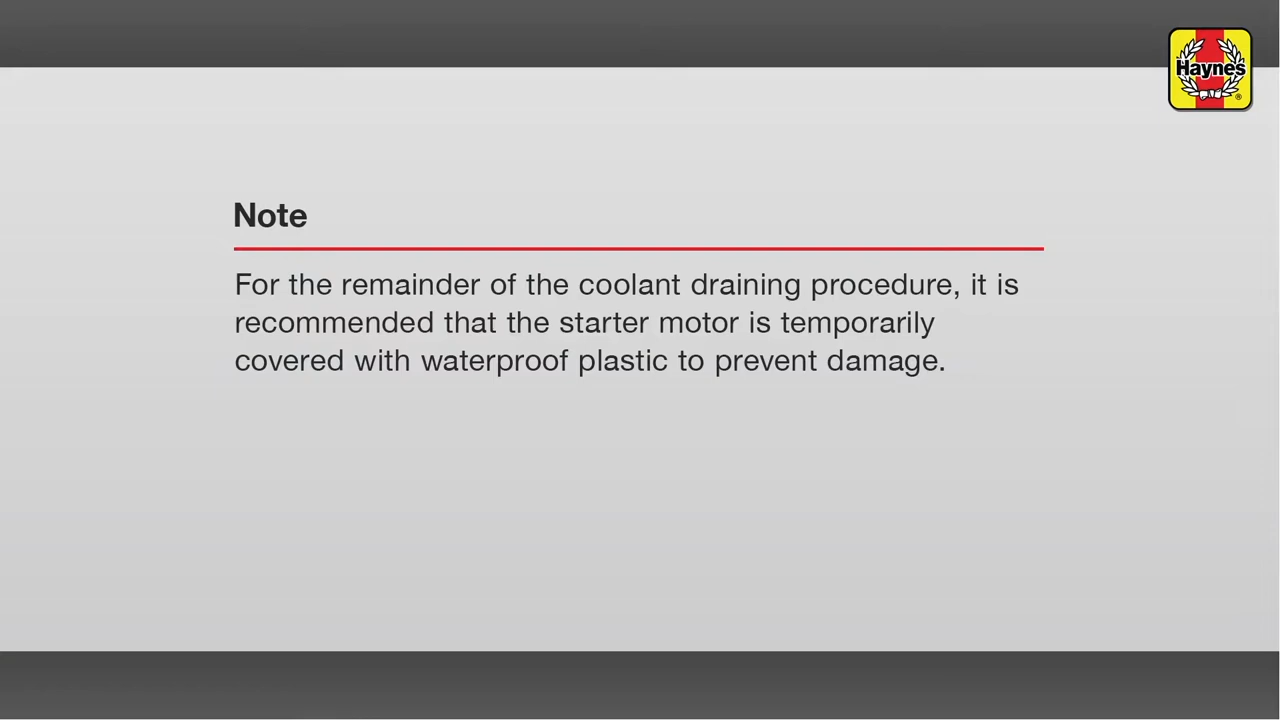 Haynes
Note
For the remainder of the coolant draining procedure, it is
recommended that the starter motor is temporarily
covered with waterproof plastic to prevent damage.